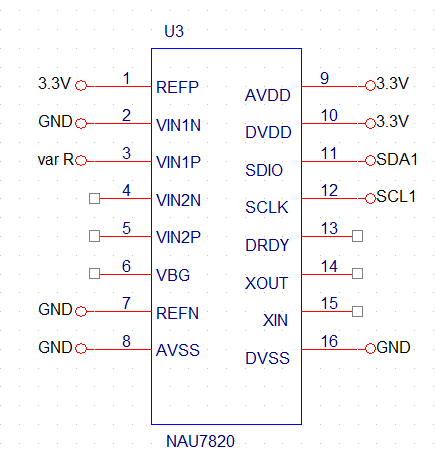 U3
3.3V 1 REFP AVDD 9 3.3V
GND 2 VIN1N DVDD 10 3.3V
var R 3 VIN1P SDIO 11 SDA1
4 VIN2N SCLK 12 SCL1
5 VIN2P DRDY 13
6 VBG XOUT 14
GND 7 REFN XIN 15
GND 8 AVSS DVSS 16 GND
NAU7820